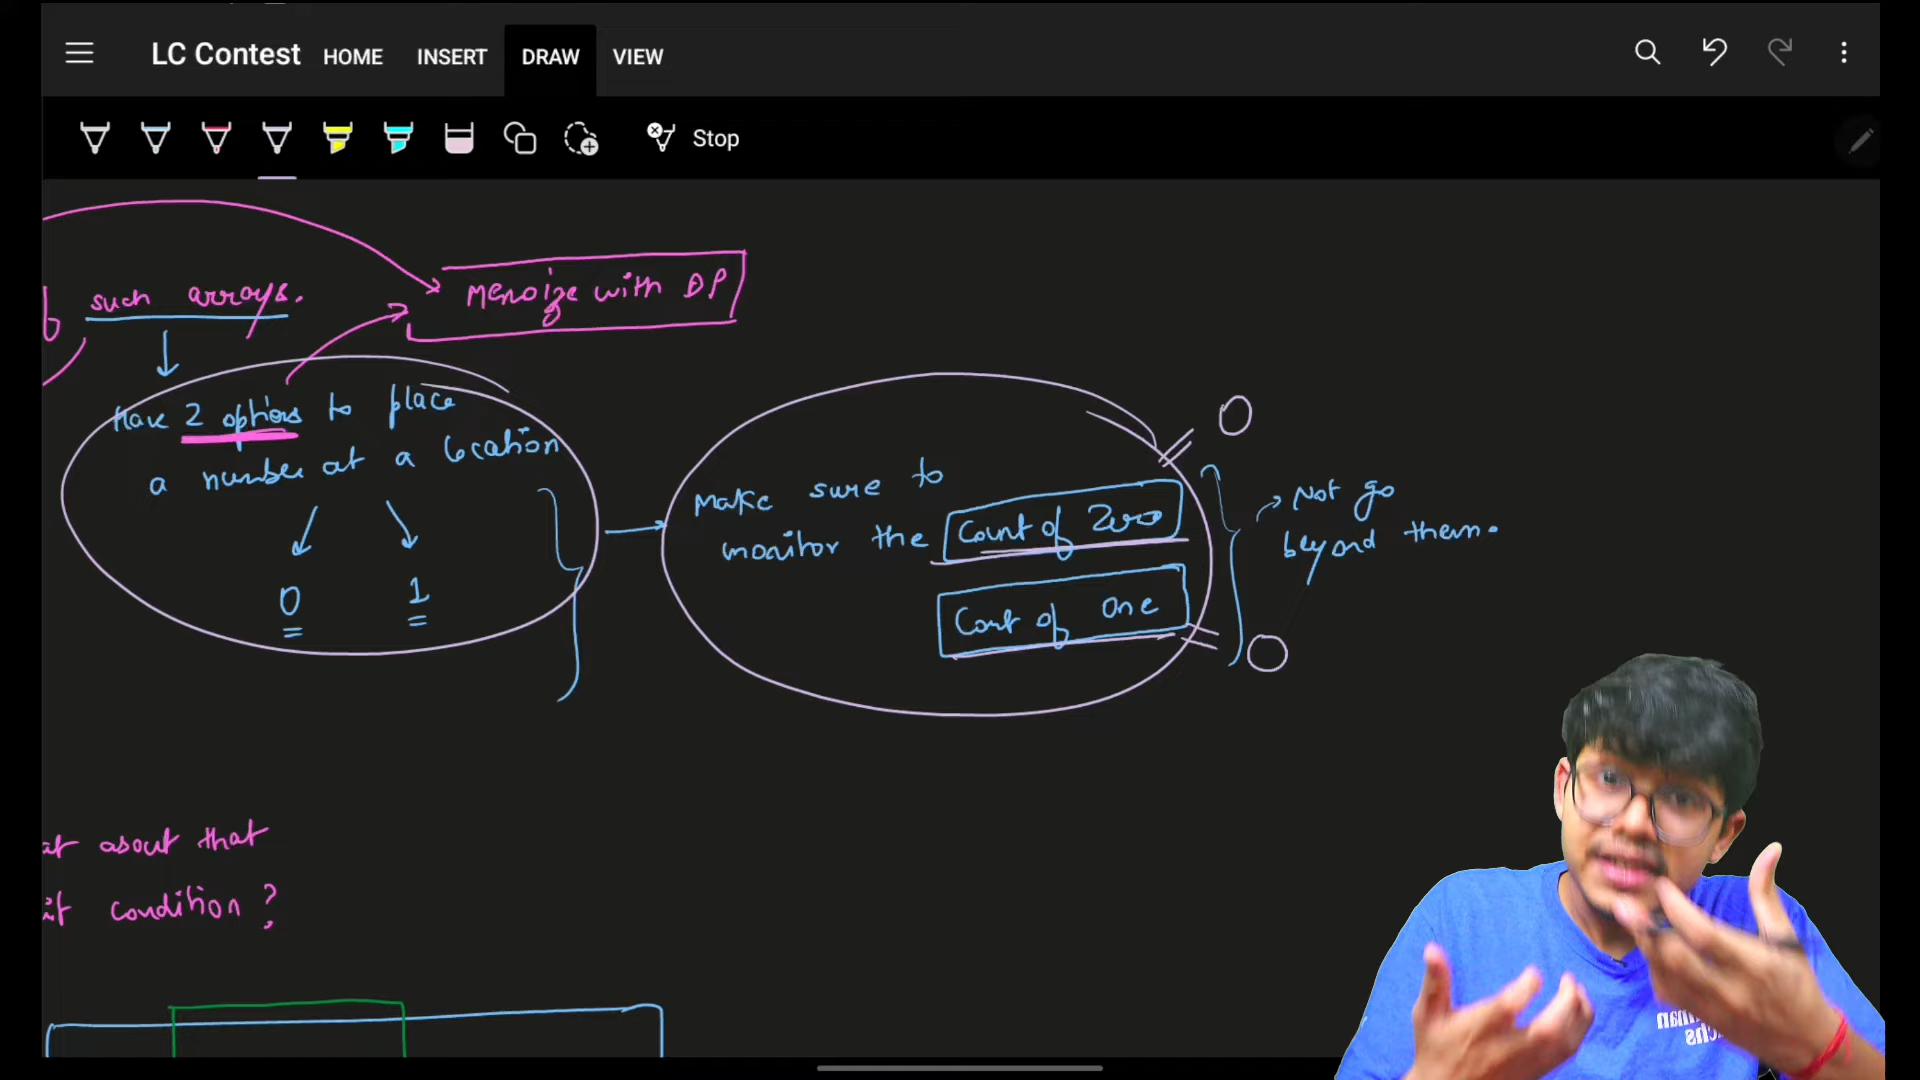 LC Contest HOME INSERT DRAW VIEW
Stop
such arrays.
Memoize with DP
Have 2 options to place
a number at a location
0 1
Make sure to
monitor the Count of Zero
Count of One
0
0
Not go
beyond them.
about that
condition ?